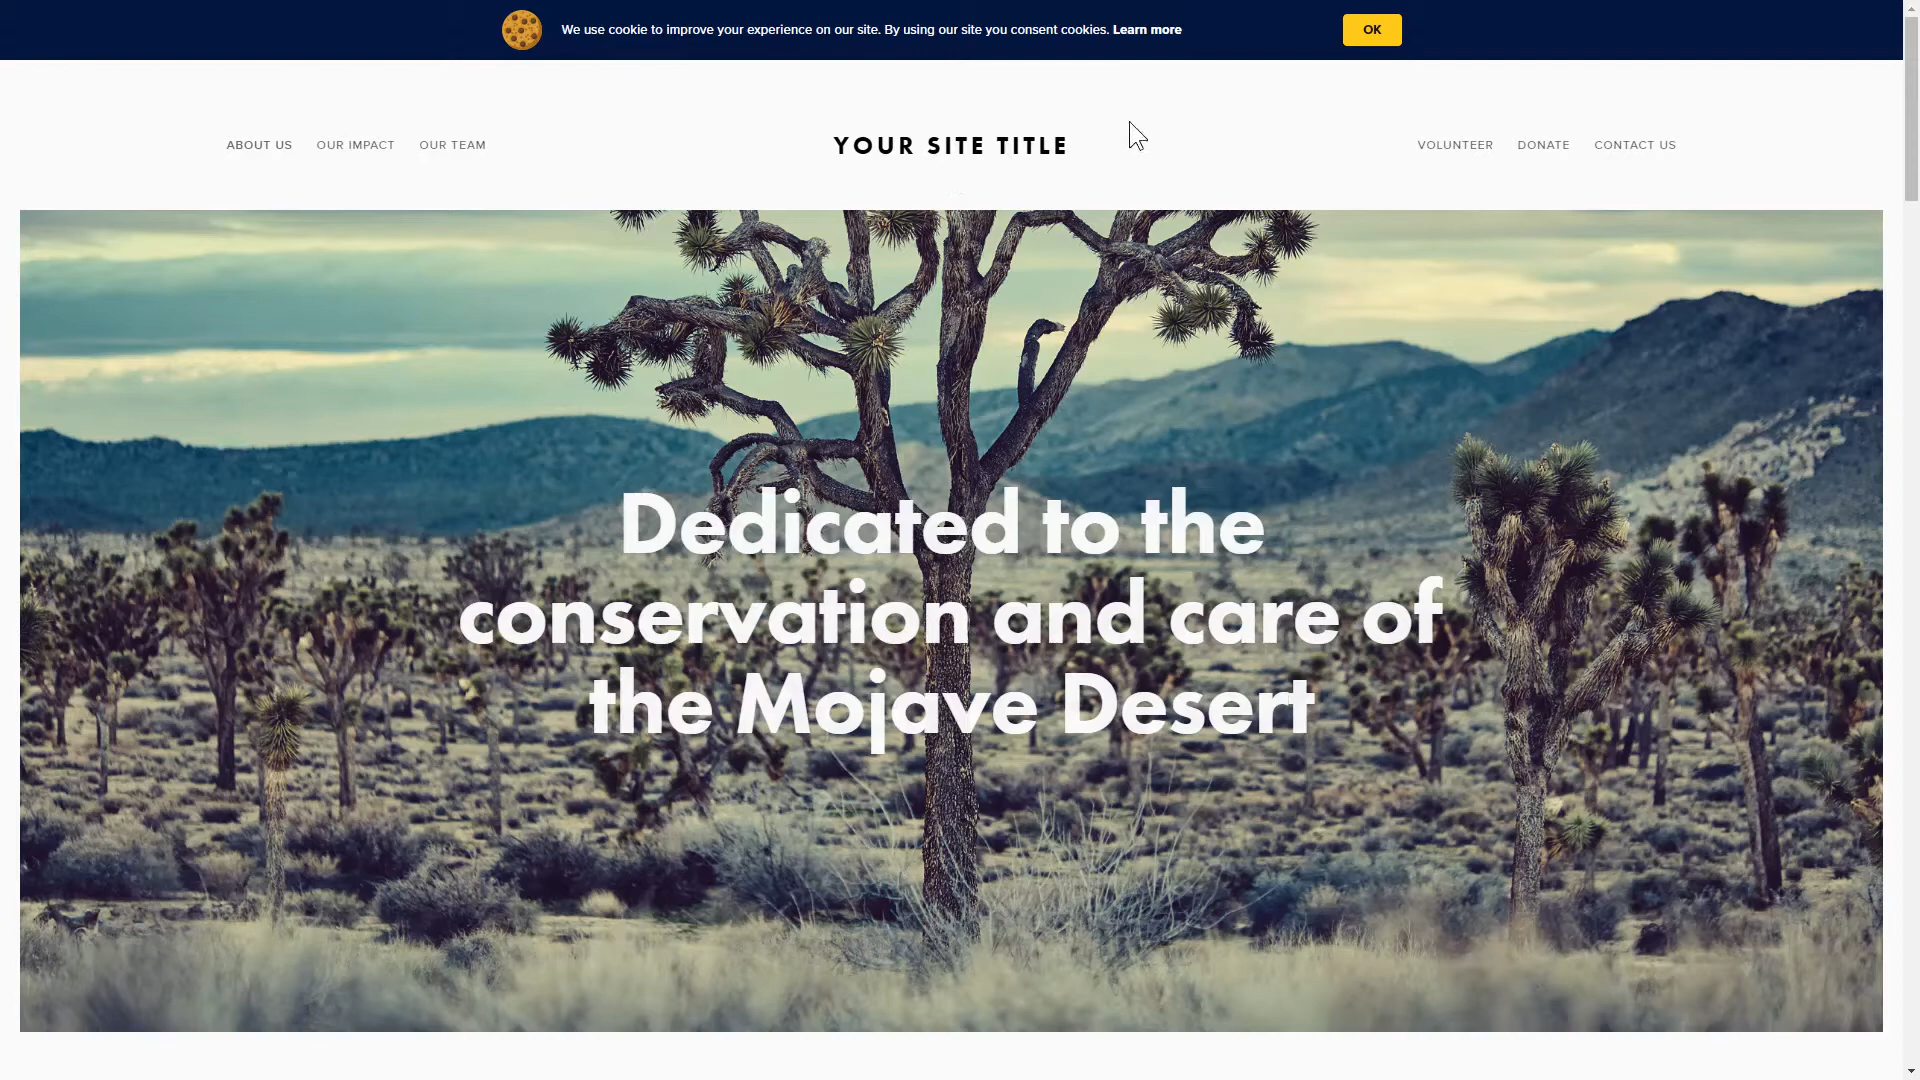 We use cookie to improve your experience on our site. By using our site you consent cookies. Learn more
OK
ABOUT US
OUR IMPACT
OUR TEAM
YOUR SITE TITLE
VOLUNTEER
DONATE
CONTACT US
Dedicated to the
conservation and care of
the Mojave Desert